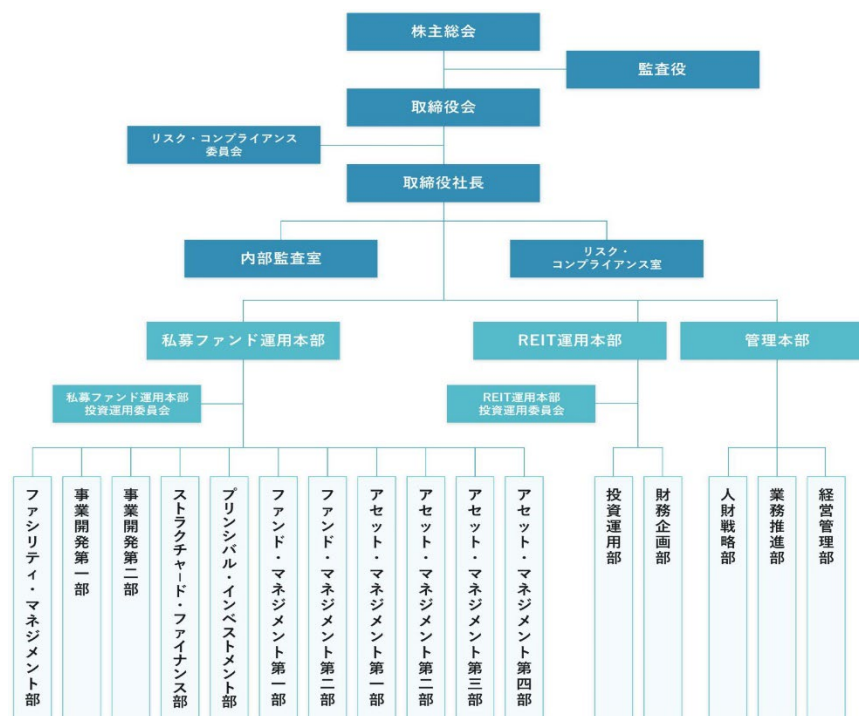 株主総会
監査役
取締役会
リスク・コンプライアンス
委員会
取締役社長
内部監査室
リスク・
コンプライアンス室
私募ファンド運用本部
REIT運用本部
管理本部
私募ファンド運用本部
投資運用委員会
REIT運用本部
投資運用委員会
ファシリティ・マネジメント部
事業開発第一部
事業開発第二部
ストラクチャード・ファイナンス部
プリンシパル・インベストメント部
ファンド・マネジメント第一部
ファンド・マネジメント第二部
アセット・マネジメント第一部
アセット・マネジメント第二部
アセット・マネジメント第三部
アセット・マネジメント第四部
投資運用部
財務企画部
人財戦略部
業務推進部
経営管理部